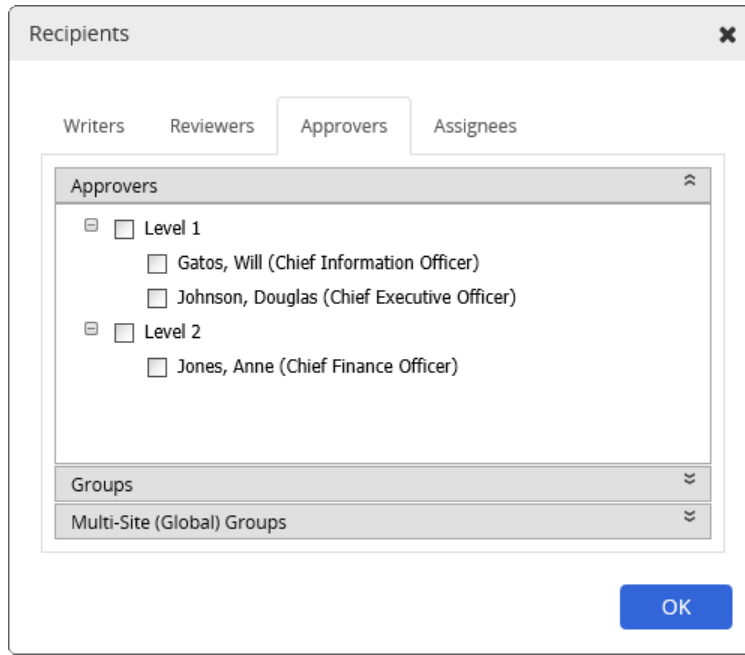 Recipients
Writers Reviewers Approvers Assignees
Approvers
Level 1
Gatos, Will (Chief Information Officer)
Johnson, Douglas (Chief Executive Officer)
Level 2
Jones, Anne (Chief Finance Officer)
Groups
Multi-Site (Global) Groups
OK